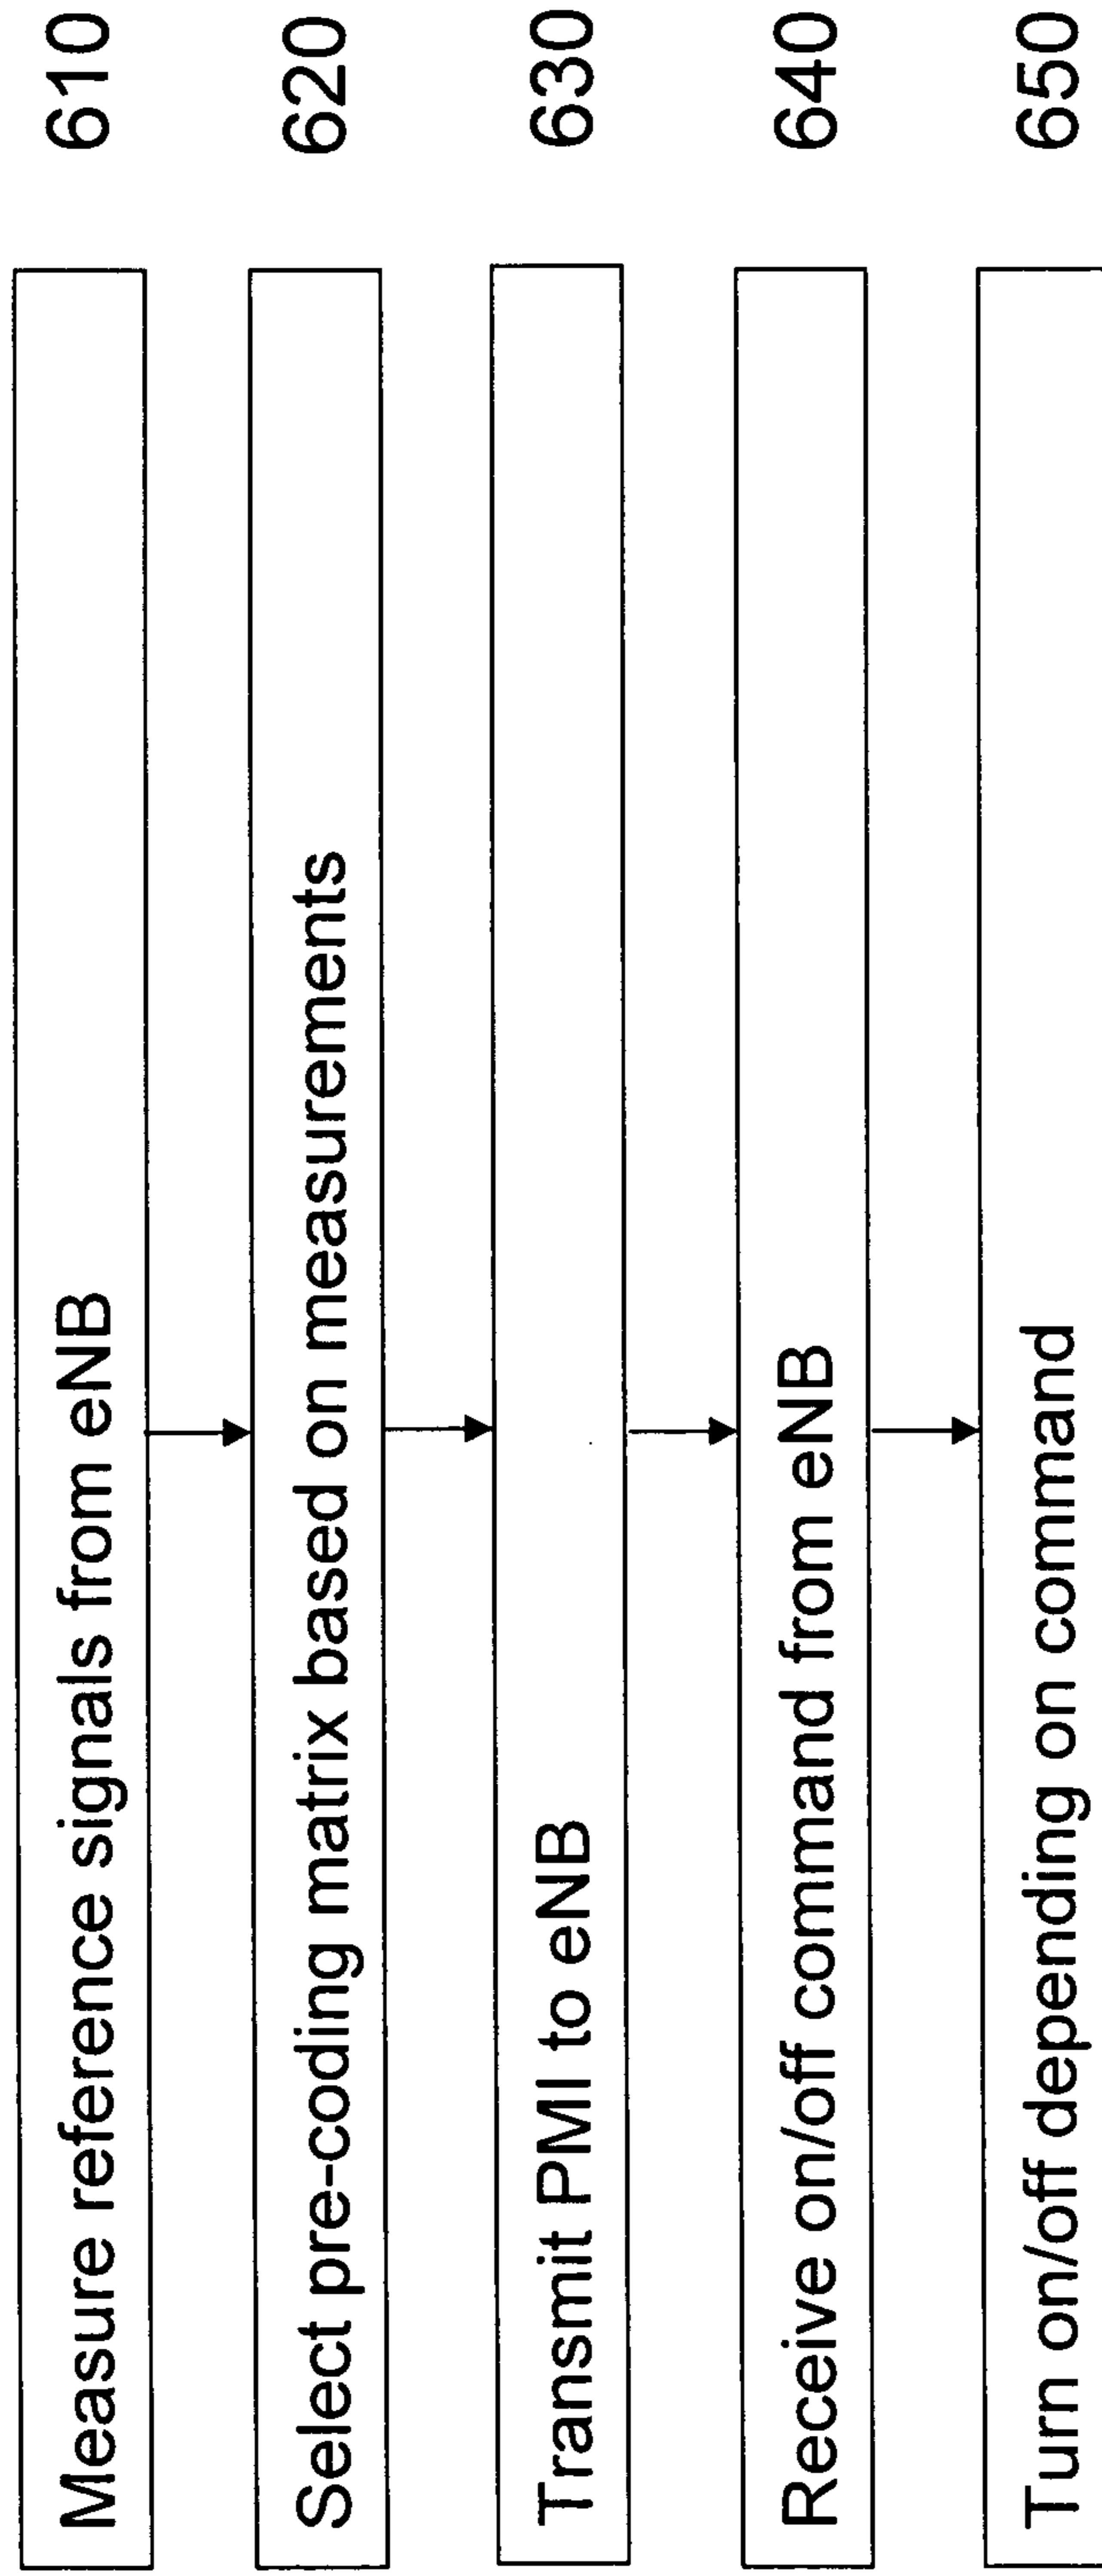 Measure reference signals from eNB 610
Select pre-coding matrix based on measurements 620
Transmit PMI to eNB 630
Receive on/off command from eNB 640
Turn on/off depending on command 650